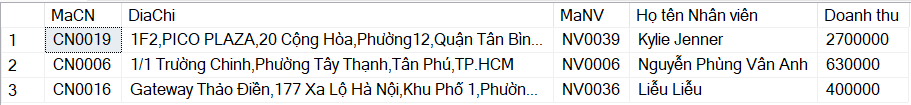 MaCN DiaChi MaNV Họ tên Nhân viên Doanh thu
1 CN0019 1F2,PICO PLAZA,20 Cộng Hòa,Phường12,Quận Tân Bìn... NV0039 Kylie Jenner 2700000
2 CN0006 1/1 Trường Chinh,Phường Tây Thạnh,Tân Phú,TP.HCM NV0006 Nguyễn Phùng Vân Anh 630000
3 CN0016 Gateway Thảo Điền,177 Xa Lộ Hà Nội,Khu Phố 1,Phườn... NV0036 Liễu Liễu 400000